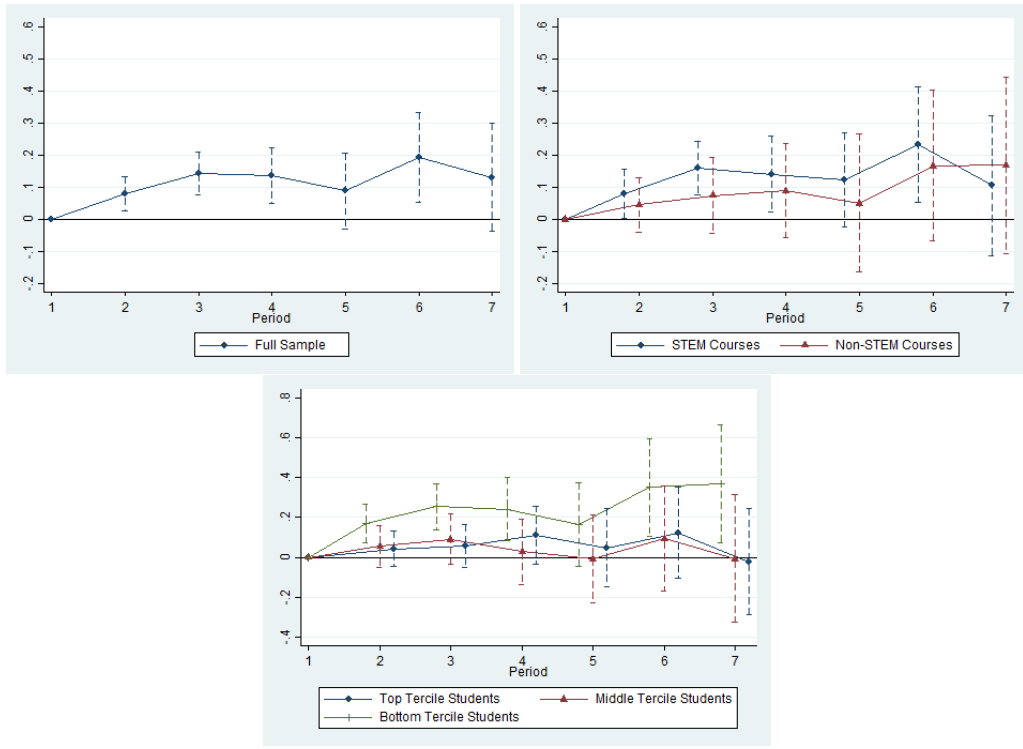 .6
.5
.4
.3
.2
.1
0
-.1
-.2
1 2 3 4 5 6 7
Period
Full Sample
.6
.5
.4
.3
.2
.1
0
-.1
-.2
1 2 3 4 5 6 7
Period
STEM Courses Non-STEM Courses
.8
.6
.4
.2
0
-.2
-.4
1 2 3 4 5 6 7
Period
Top Tercile Students Middle Tercile Students
Bottom Tercile Students